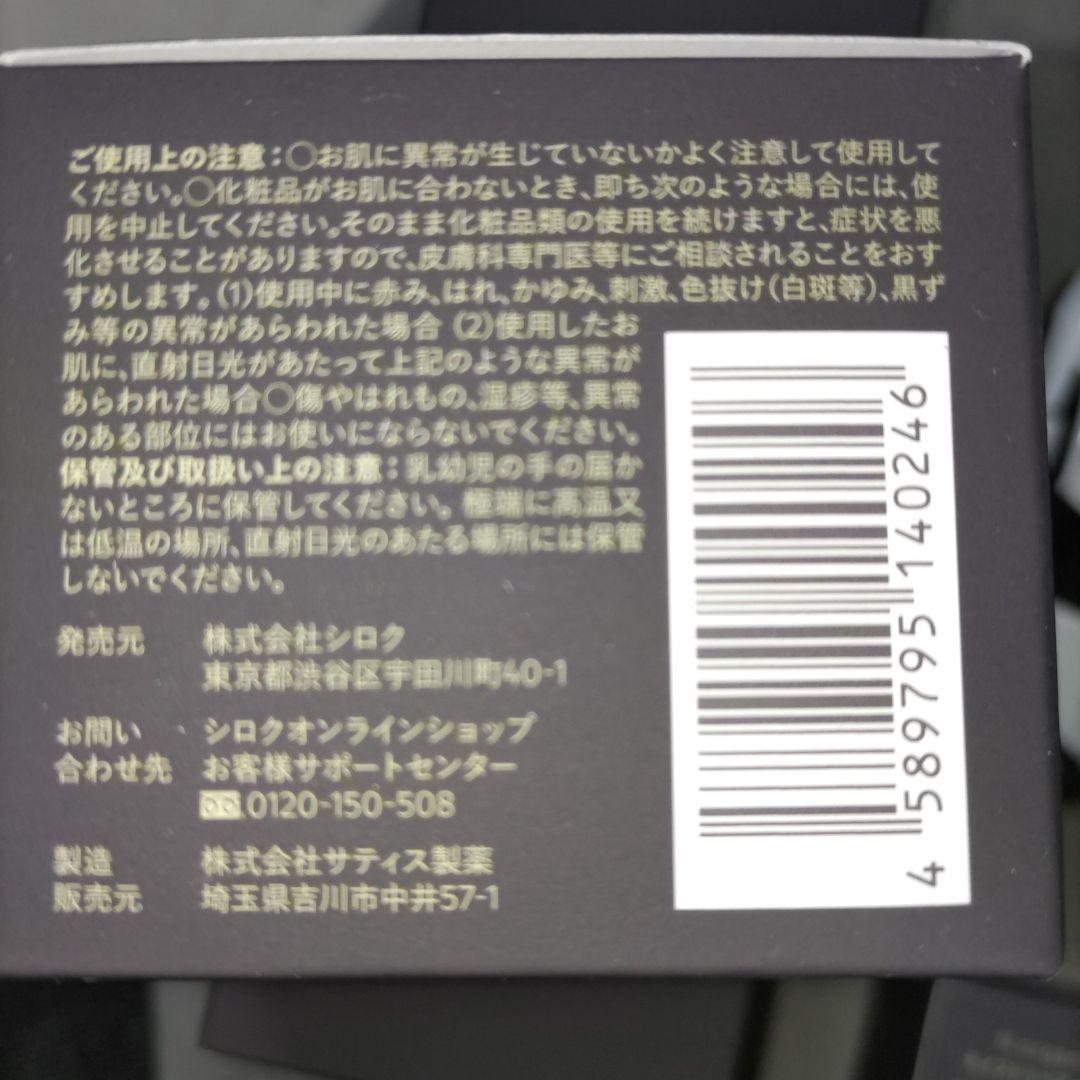 ご使用上の注意:○お肌に異常が生じていないかよく注意して使用して
ください。○化粧品がお肌に合わないとき、即ち次のような場合には、使
用を中止してください。そのまま化粧品類の使用を続けますと、症状を悪
化させることがありますので、皮膚科専門医等にご相談されることをおす
すめします。(1)使用中に赤み、はれ、かゆみ、刺激、色抜け(白斑等)、黒ず
み等の異常があらわれた場合 (2)使用したお
肌に、直射日光があたって上記のような異常が
あらわれた場合○傷やはれもの、湿疹等、異常
のある部位にはお使いにならないでください。
保管及び取扱い上の注意:乳幼児の手の届か
ないところに保管してください。極端に高温又
は低温の場所、直射日光のあたる場所には保管
しないでください。
発売元 株式会社シロク
東京都渋谷区宇田川町40-1
お問い シロクオンラインショップ
合わせ先 お客様サポートセンター
0120-150-508
製造 株式会社サティス製薬
販売元 埼玉県吉川市中井57-1
4 589795 140246